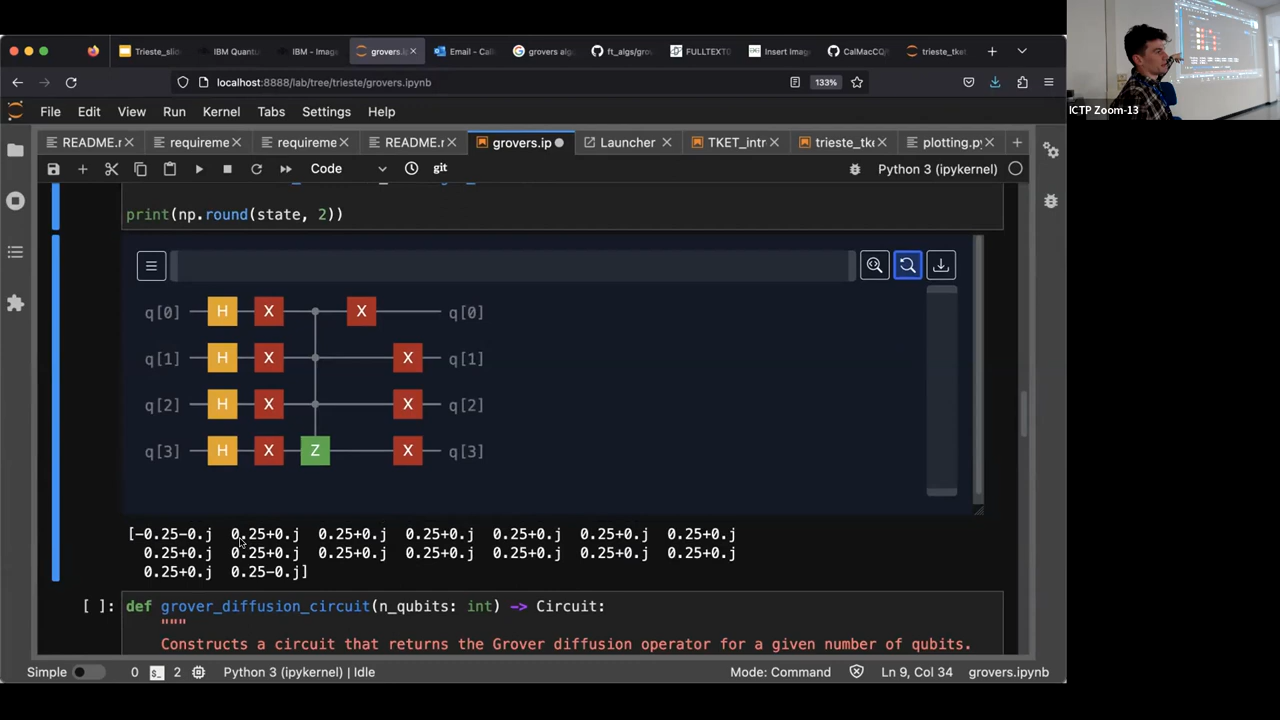 Trieste_slid
IBM Quantu
IBM - Image
grovers.i
Email - Cal
grovers alg
ft_algs/gro
FULLTEXT0
Insert Imag
CalMacCQ
trieste_tket
localhost:8888/lab/tree/trieste/grovers.ipynb
133%
ICTP Zoom-13
File Edit View Run Kernel Tabs Settings Help
README.r
requireme
requireme
README.r
grovers.ip
Launcher
TKET_intr
trieste_tke
plotting.py
Code
git
Python 3 (ipykernel)
print(np.round(state, 2))
q[0] H X X q[0]
q[1] H X X q[1]
q[2] H X X q[2]
q[3] H X Z X q[3]
[-0.25-0.j 0.25+0.j 0.25+0.j 0.25+0.j 0.25+0.j 0.25+0.j 0.25+0.j
0.25+0.j 0.25+0.j 0.25+0.j 0.25+0.j 0.25+0.j 0.25+0.j 0.25+0.j
0.25+0.j 0.25-0.j]
[ ]: def grover_diffusion_circuit(n_qubits: int) -> Circuit:
"""
Constructs a circuit that returns the Grover diffusion operator for a given number of qubits.
Simple 0 2 Python 3 (ipykernel) | Idle Mode: Command Ln 9, Col 34 grovers.ipynb